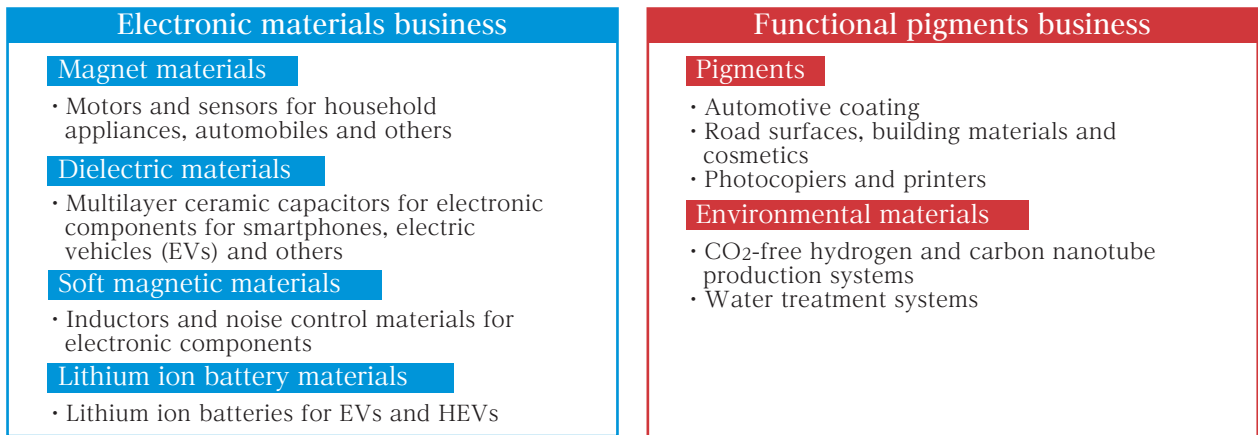 Electronic materials business
Magnet materials
・Motors and sensors for household
appliances, automobiles and others
Dielectric materials
・Multilayer ceramic capacitors for electronic
components for smartphones, electric
vehicles (EVs) and others
Soft magnetic materials
・Inductors and noise control materials for
electronic components
Lithium ion battery materials
・Lithium ion batteries for EVs and HEVs
Functional pigments business
Pigments
・Automotive coating
・Road surfaces, building materials and
cosmetics
・Photocopiers and printers
Environmental materials
・CO2-free hydrogen and carbon nanotube
production systems
・Water treatment systems